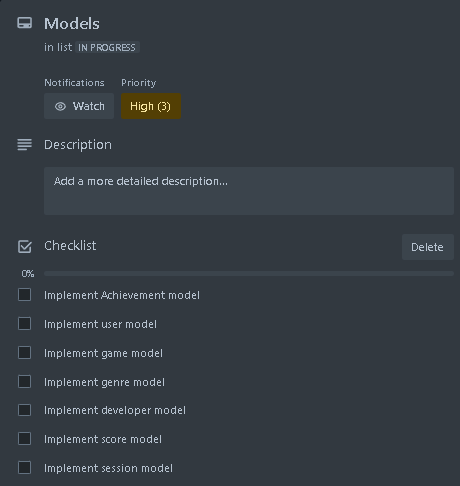 Models
in list IN PROGRESS
Notifications Priority
Watch High (3)
Description
Add a more detailed description...
Checklist Delete
0%
Implement Achievement model
Implement user model
Implement game model
Implement genre model
Implement developer model
Implement score model
Implement session model